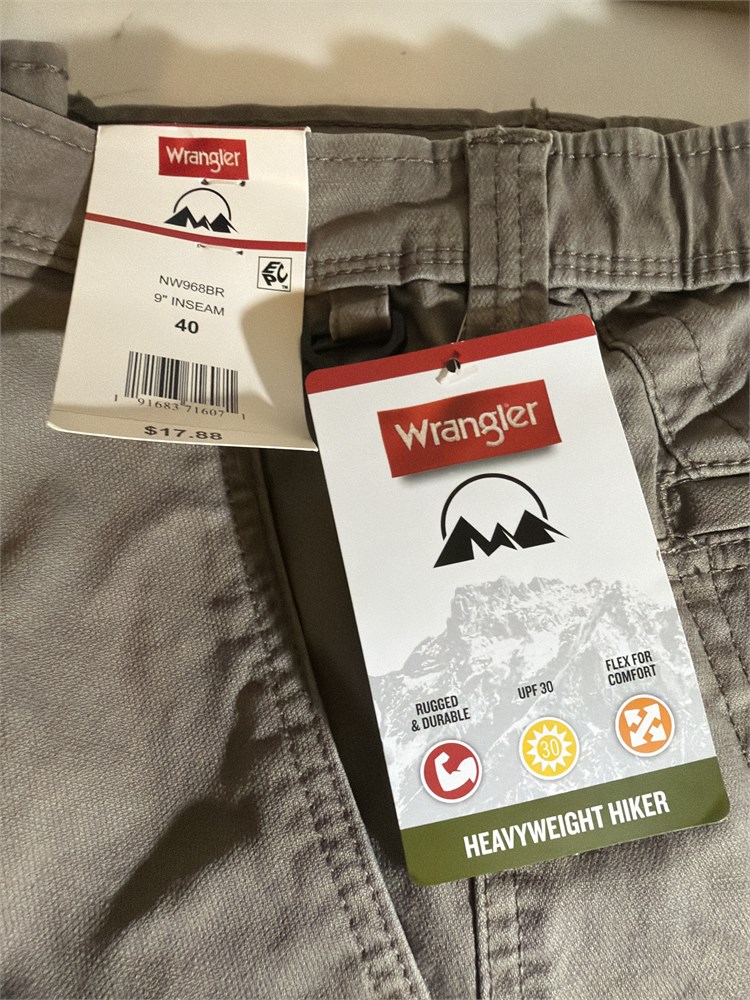 Wrangler
EPC™
NW968BR
9" INSEAM
40
1 91683 71607 1
$17.88
Wrangler
RUGGED
& DURABLE
UPF 30
30
FLEX FOR
COMFORT
HEAVYWEIGHT HIKER